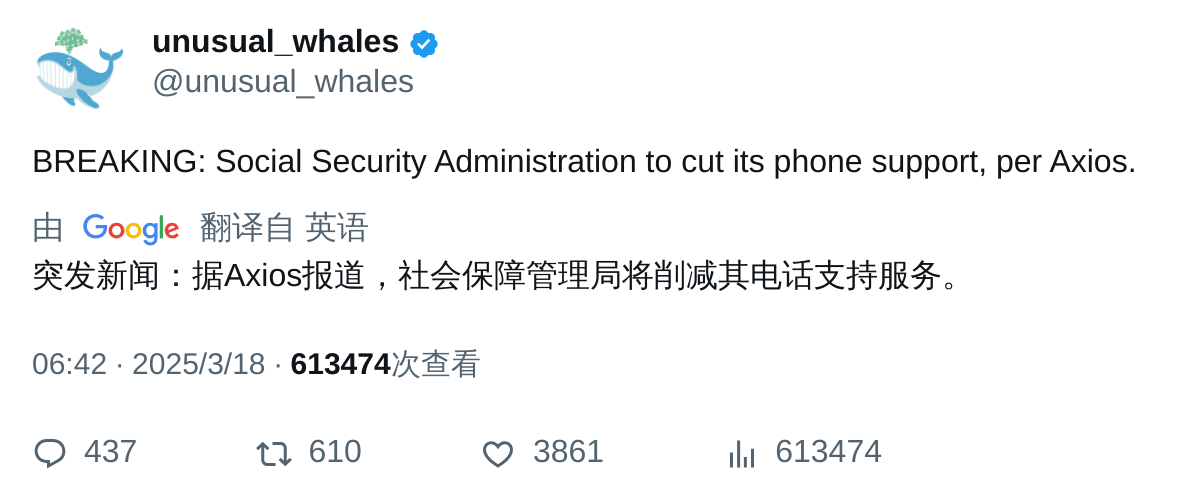 unusual_whales
@unusual_whales
BREAKING: Social Security Administration to cut its phone support, per Axios.
由 Google 翻译自 英语
突发新闻：据Axios报道，社会保障管理局将削减其电话支持服务。
06:42 · 2025/3/18 · 613474次查看
437 610 3861 613474